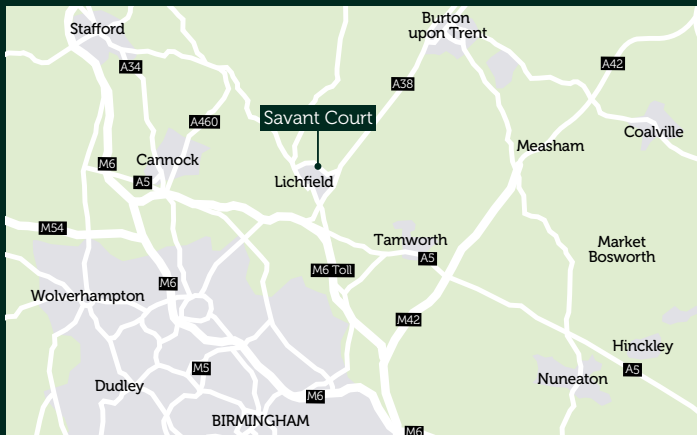 Stafford
Burton
upon Trent
A34
A42
A38
A460
Savant Court
Coalville
Measham
Cannock
M6
A5
Lichfield
M54
Tamworth
Market
Bosworth
A5
M6 Toll
M6
Wolverhampton
M42
Hinckley
A5
M5
Nuneaton
Dudley
M6
BIRMINGHAM
M6